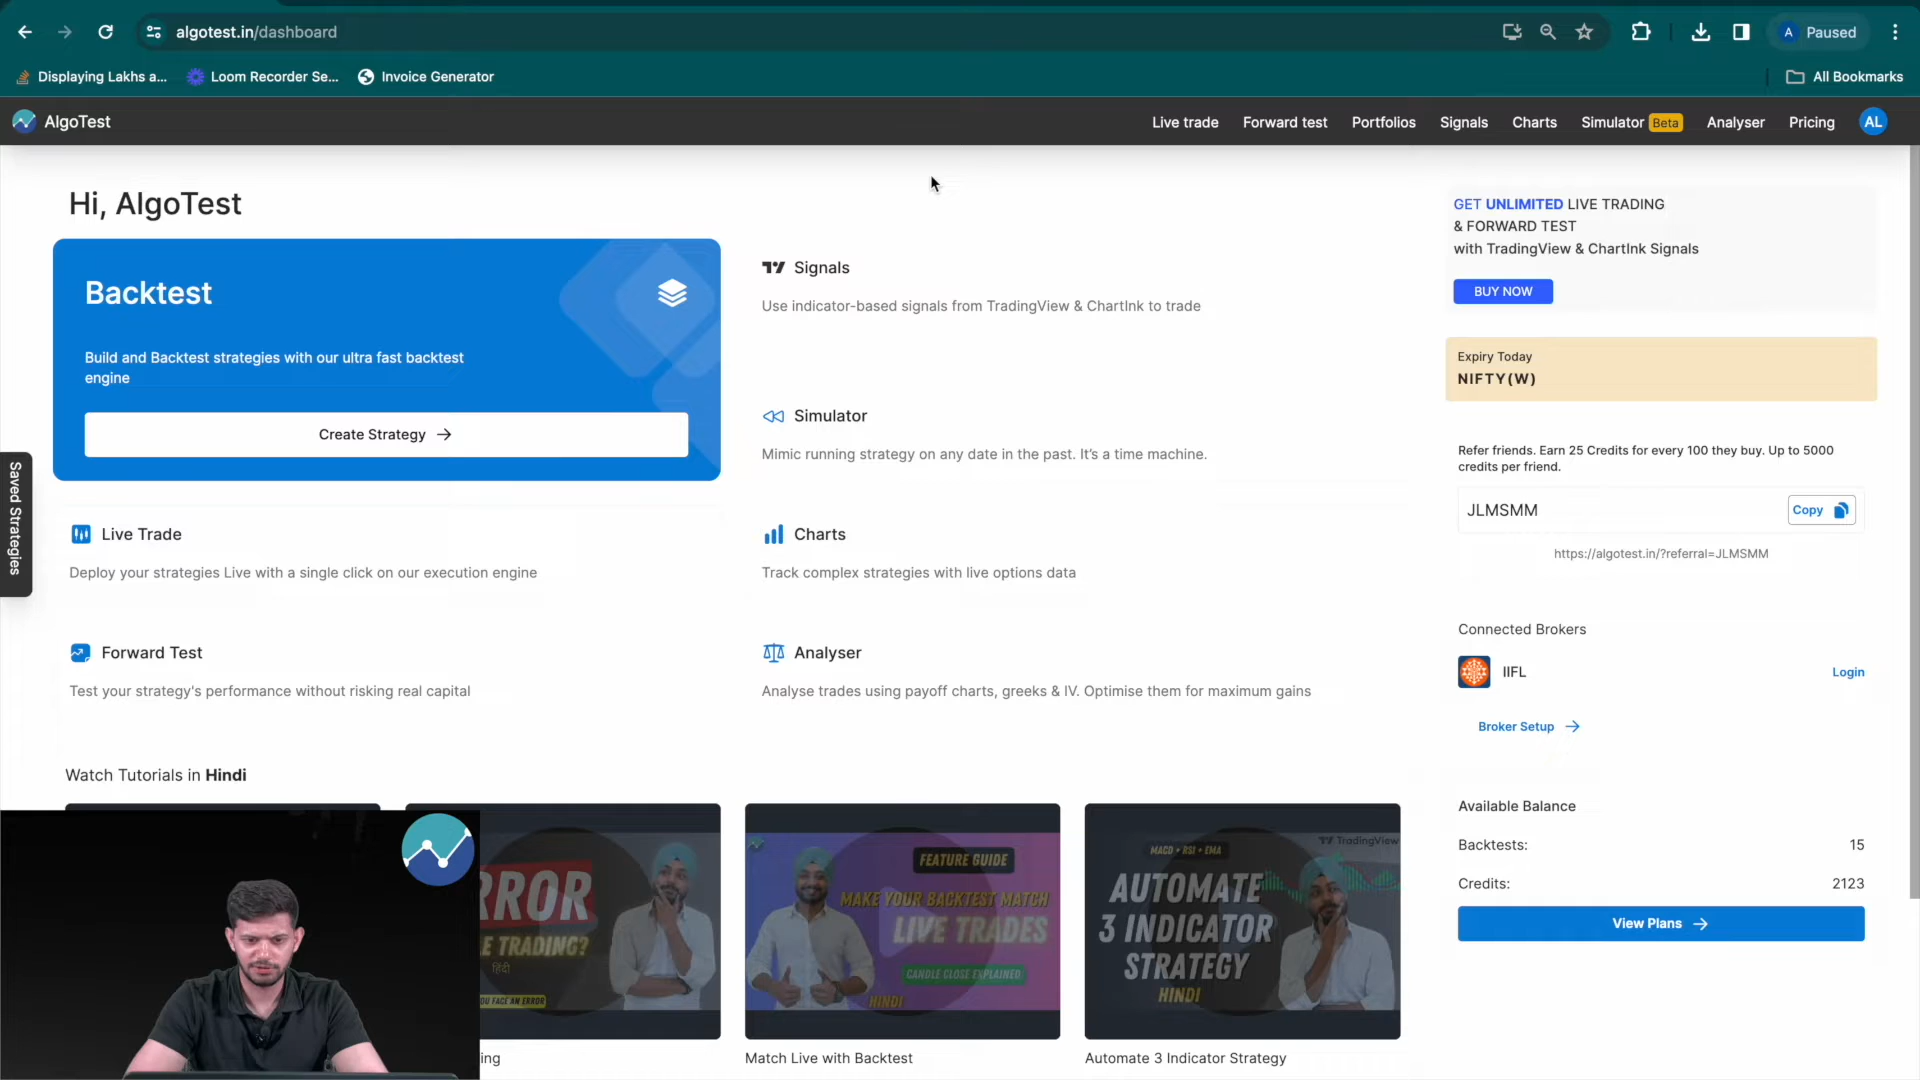 algotest.in/dashboard
A Paused
Displaying Lakhs a...
Loom Recorder Se...
Invoice Generator
All Bookmarks
AlgoTest
Live trade
Forward test
Portfolios
Signals
Charts
Simulator Beta
Analyser
Pricing
AL
Hi, AlgoTest
Backtest
Build and Backtest strategies with our ultra fast backtest
engine
Create Strategy
Saved Strategies
Signals
Use indicator-based signals from TradingView & ChartInk to trade
Simulator
Mimic running strategy on any date in the past. It's a time machine.
Live Trade
Deploy your strategies Live with a single click on our execution engine
Charts
Track complex strategies with live options data
Forward Test
Test your strategy's performance without risking real capital
Analyser
Analyse trades using payoff charts, greeks & IV. Optimise them for maximum gains
GET UNLIMITED LIVE TRADING
& FORWARD TEST
with TradingView & ChartInk Signals
BUY NOW
Expiry Today
NIFTY(W)
Refer friends. Earn 25 Credits for every 100 they buy. Up to 5000
credits per friend.
JLMSMM
Copy
https://algotest.in/?referral=JLMSMM
Connected Brokers
IIFL
Login
Broker Setup
Available Balance
Backtests: 15
Credits: 2123
View Plans
Watch Tutorials in Hindi
RROR
LE TRADING?
हिंदी
OU FACE AN ERROR
ing
FEATURE GUIDE
MAKE YOUR BACKTEST MATCH
LIVE TRADES
CANDLE CLOSE EXPLAINED
HINDI
Match Live with Backtest
TradingView
MACD + RSI + EMA
AUTOMATE
3 INDICATOR
STRATEGY
HINDI
Automate 3 Indicator Strategy